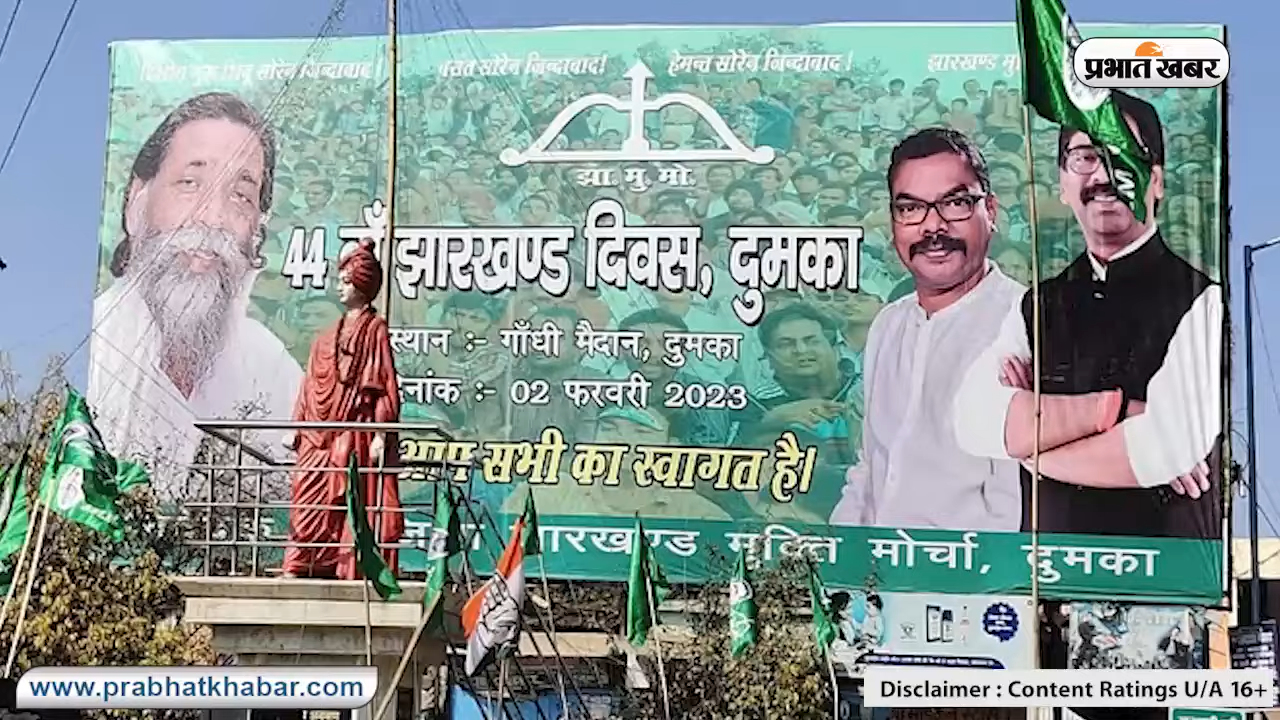 शिबू सोरेन जिन्दाबाद!
सोरेन जिन्दाबाद!
हेमन्त सोरेन जिन्दाबाद!
झारखण्ड
प्रभात खबर
झा. मु. मो.
44 वाँ झारखण्ड दिवस, दुमका
स्थान :- गाँधी मैदान, दुमका
:- 02 फरवरी 2023
आप सभी का स्वागत है।
मुक्ति मोर्चा, दुमका
www.prabhatkhabar.com
Disclaimer : Content Ratings U/A 16+